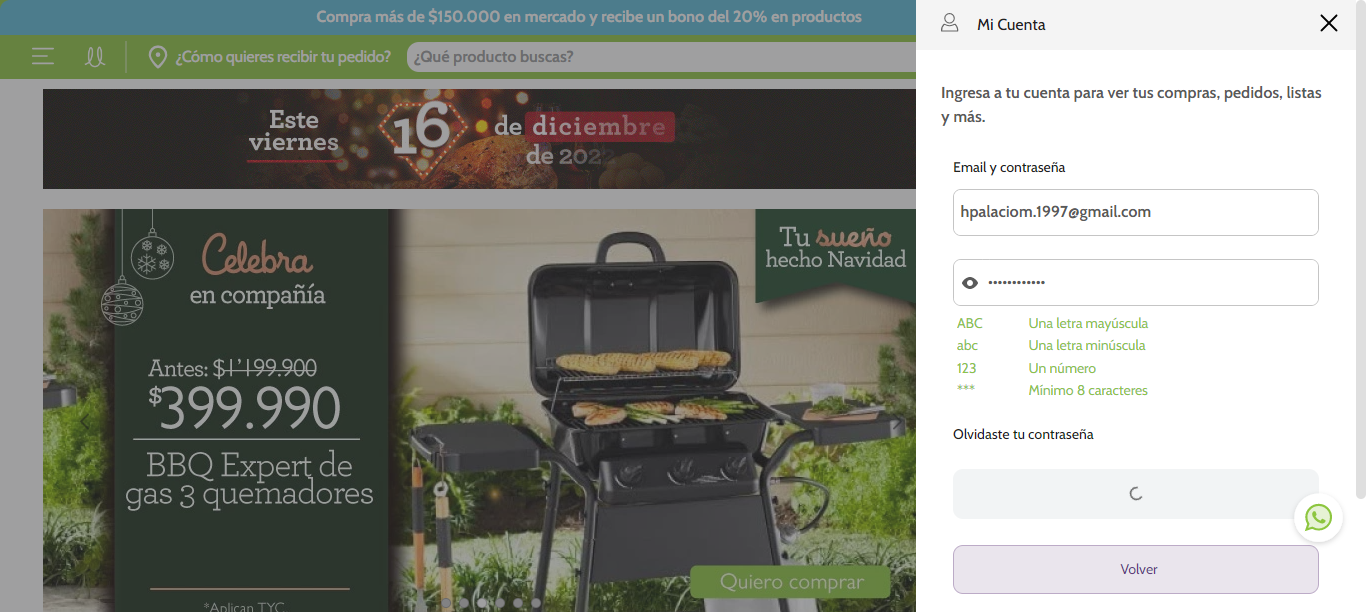 Compra más de $150.000 en mercado y recibe un bono del 20% en productos
¿Cómo quieres recibir tu pedido?
¿Qué producto buscas?
Este
viernes
16
de diciembre
de 2022
Celebra
en compañía
Antes: $1'199.900
$399.990
BBQ Expert de
gas 3 quemadores
*Aplican TYC
Tu sueño
hecho Navidad
Quiero comprar
Mi Cuenta
Ingresa a tu cuenta para ver tus compras, pedidos, listas
y más.
Email y contraseña
hpalaciom.1997@gmail.com
••••••••••••
ABC Una letra mayúscula
abc Una letra minúscula
123 Un número
*** Mínimo 8 caracteres
Olvidaste tu contraseña
Volver